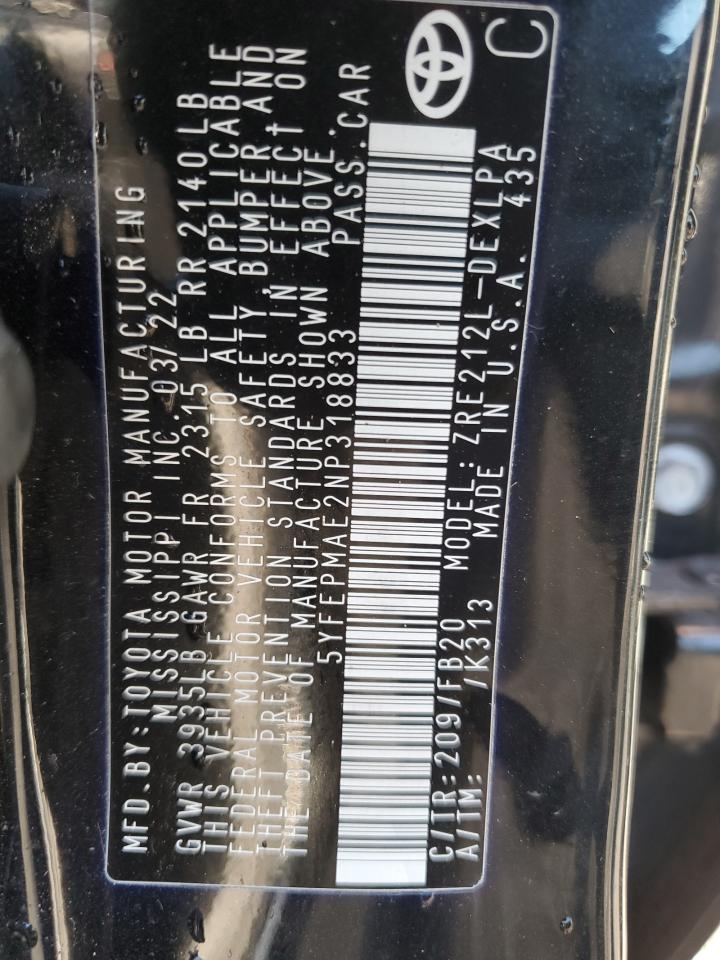 MFD.BY:TOYOTA MOTOR MANUFACTURING
MISSISSIPPI INC. 03/22
GVWR 3935LB GAWR FR 2315 LB RR 2140LB
THIS VEHICLE CONFORMS TO ALL APPLICABLE
FEDERAL MOTOR VEHICLE SAFETY, BUMPER, AND
THEFT PREVENTION STANDARDS IN EFFECT ON
THE DATE OF MANUFACTURE SHOWN ABOVE.
5YFEPMAE2NP318833 PASS.CAR
C/TR:209/FB20 MODEL:ZRE212L-DEXLPA
A/TM: /K313 MADE IN U.S.A. 435
C